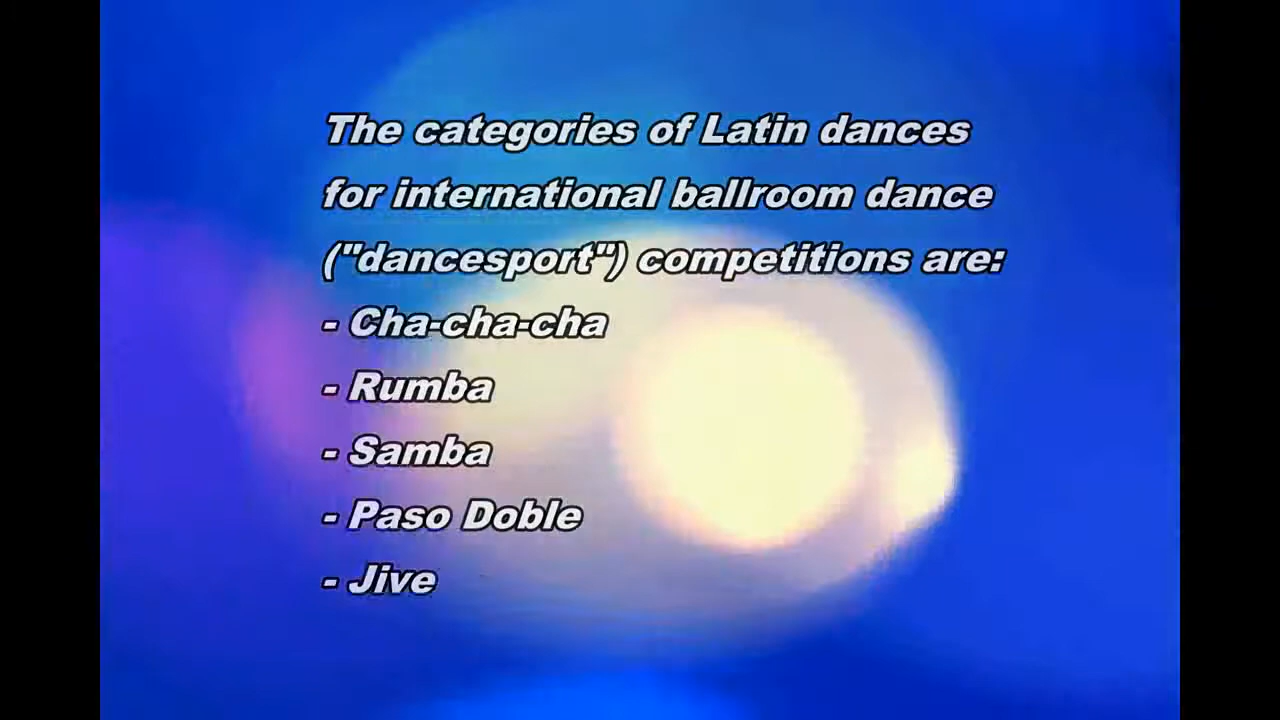 The categories of Latin dances
for international ballroom dance
("dancesport") competitions are:
- Cha-cha-cha
- Rumba
- Samba
- Paso Doble
- Jive